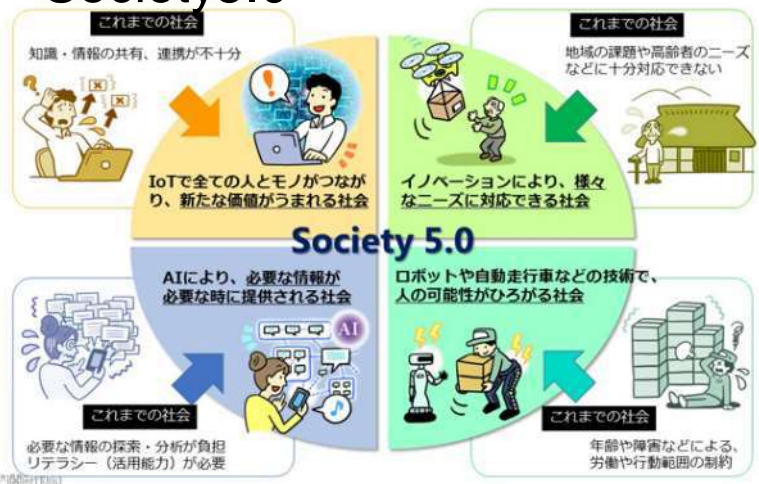 これまでの社会
知識・情報の共有、連携が不十分
IoTで全ての人とモノがつなが
り、新たな価値がうまれる社会
これまでの社会
地域の課題や高齢者のニーズ
などに十分対応できない
イノベーションにより、様々
なニーズに対応できる社会
Society 5.0
AIにより、必要な情報が
必要な時に提供される社会
AI
これまでの社会
必要な情報の探索・分析が負担
リテラシー(活用能力)が必要
ロボットや自動走行車などの技術で、
人の可能性がひろがる社会
これまでの社会
年齢や障害などによる、
労働や行動範囲の制約